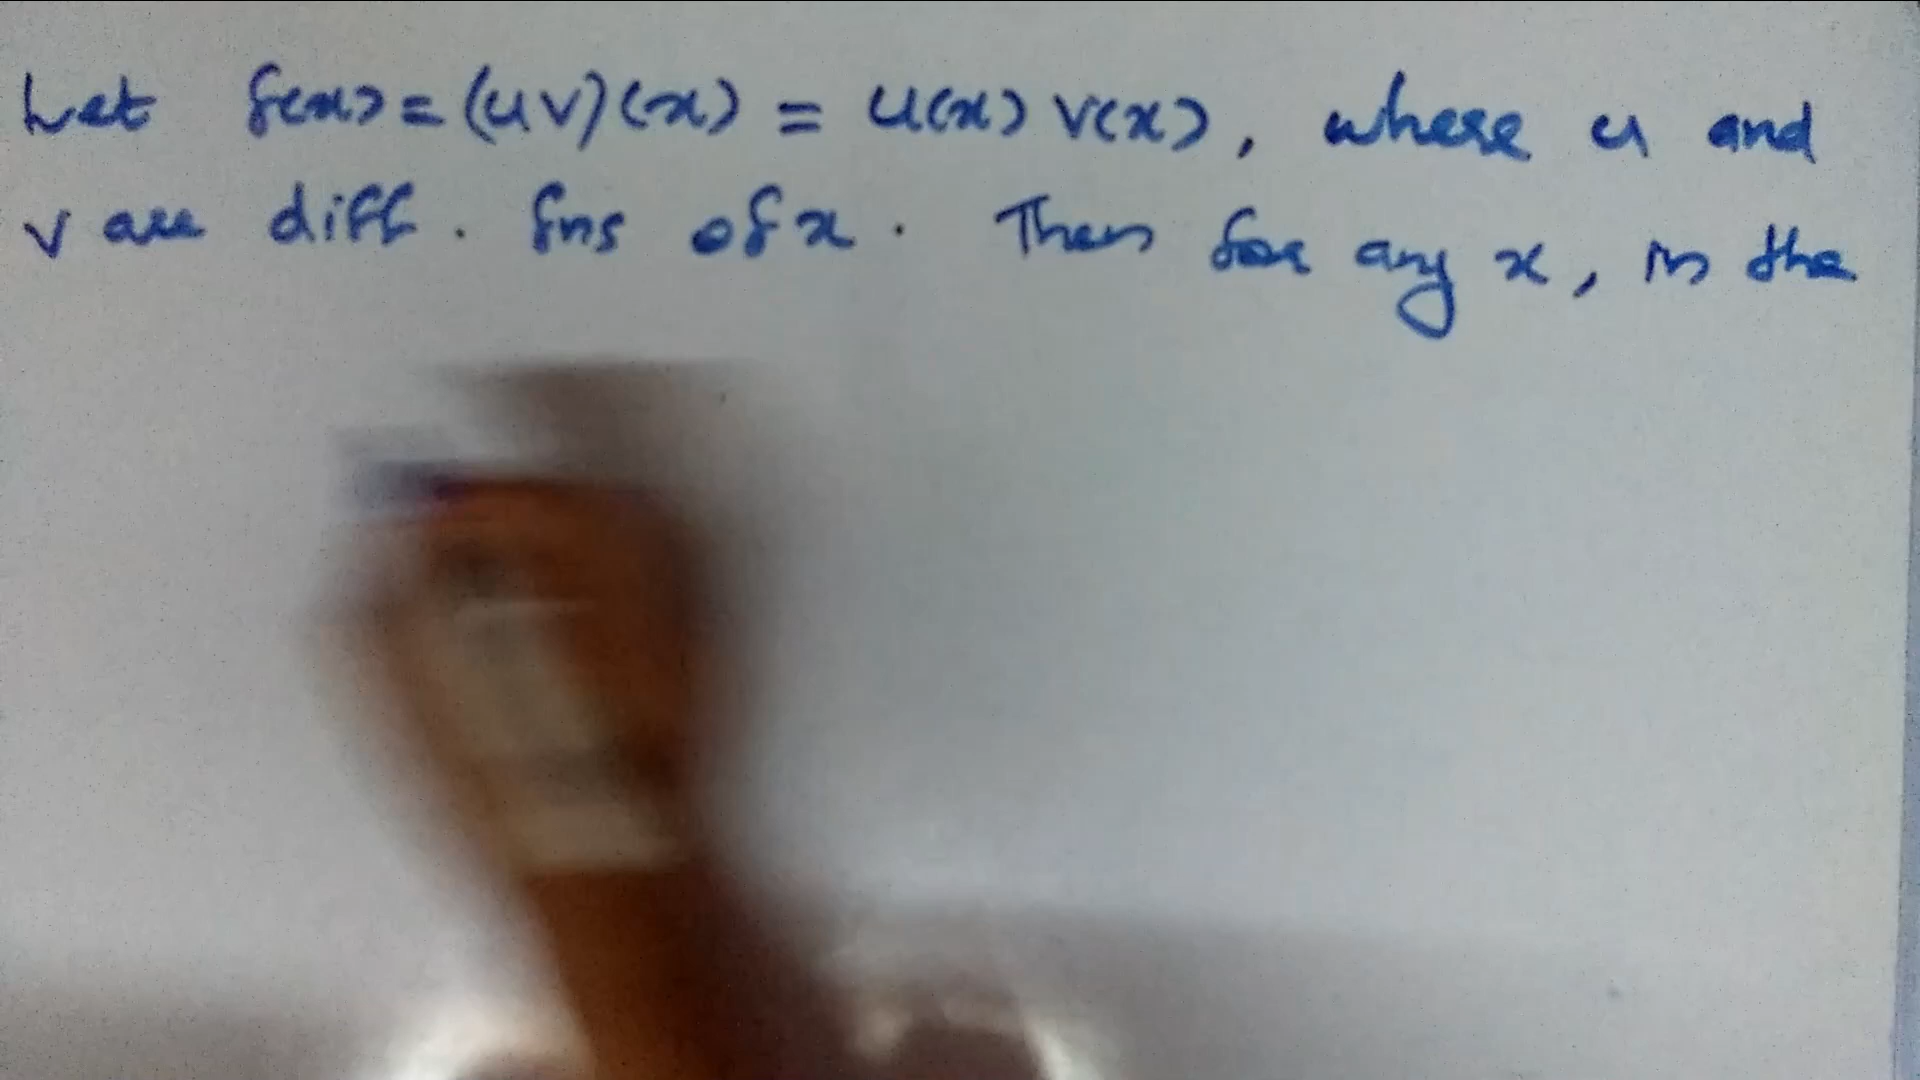 Let f(x) = (uv)(x) = u(x) v(x), where u and
v are diff. fns of x. Then for any x, in the